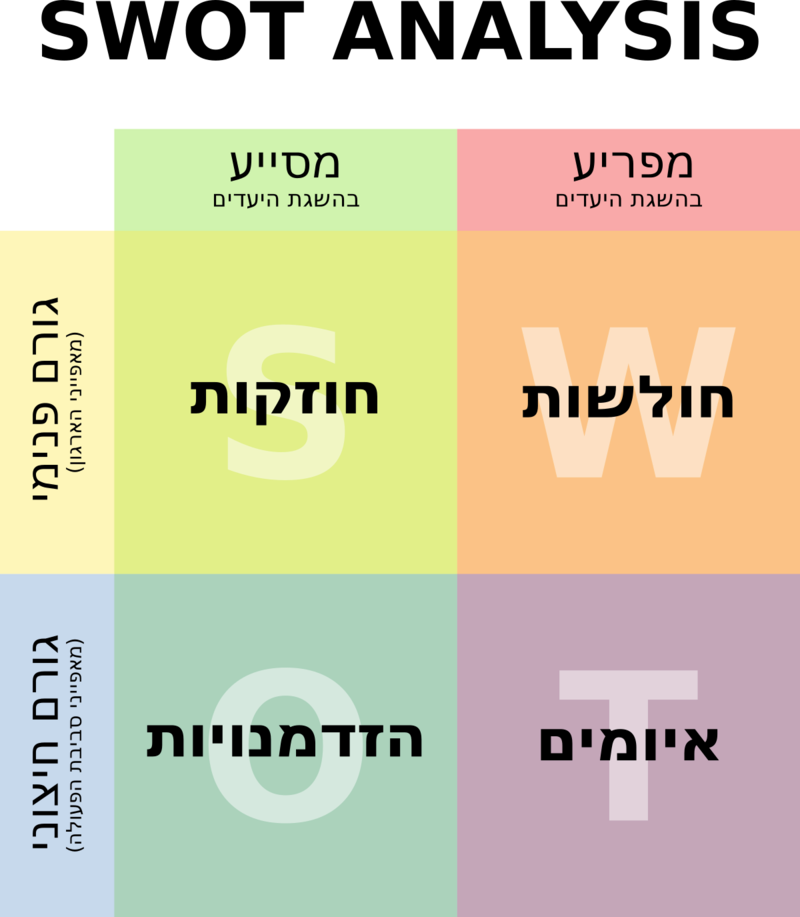 SWOT ANALYSIS
מסייע
בהשגת היעדים
מפריע
בהשגת היעדים
גורם פנימי
(מאפייני הארגון)
S
חוזקות
W
חולשות
גורם חיצוני
(מאפייני סביבת הפעולה)
O
הזדמנויות
T
איומים